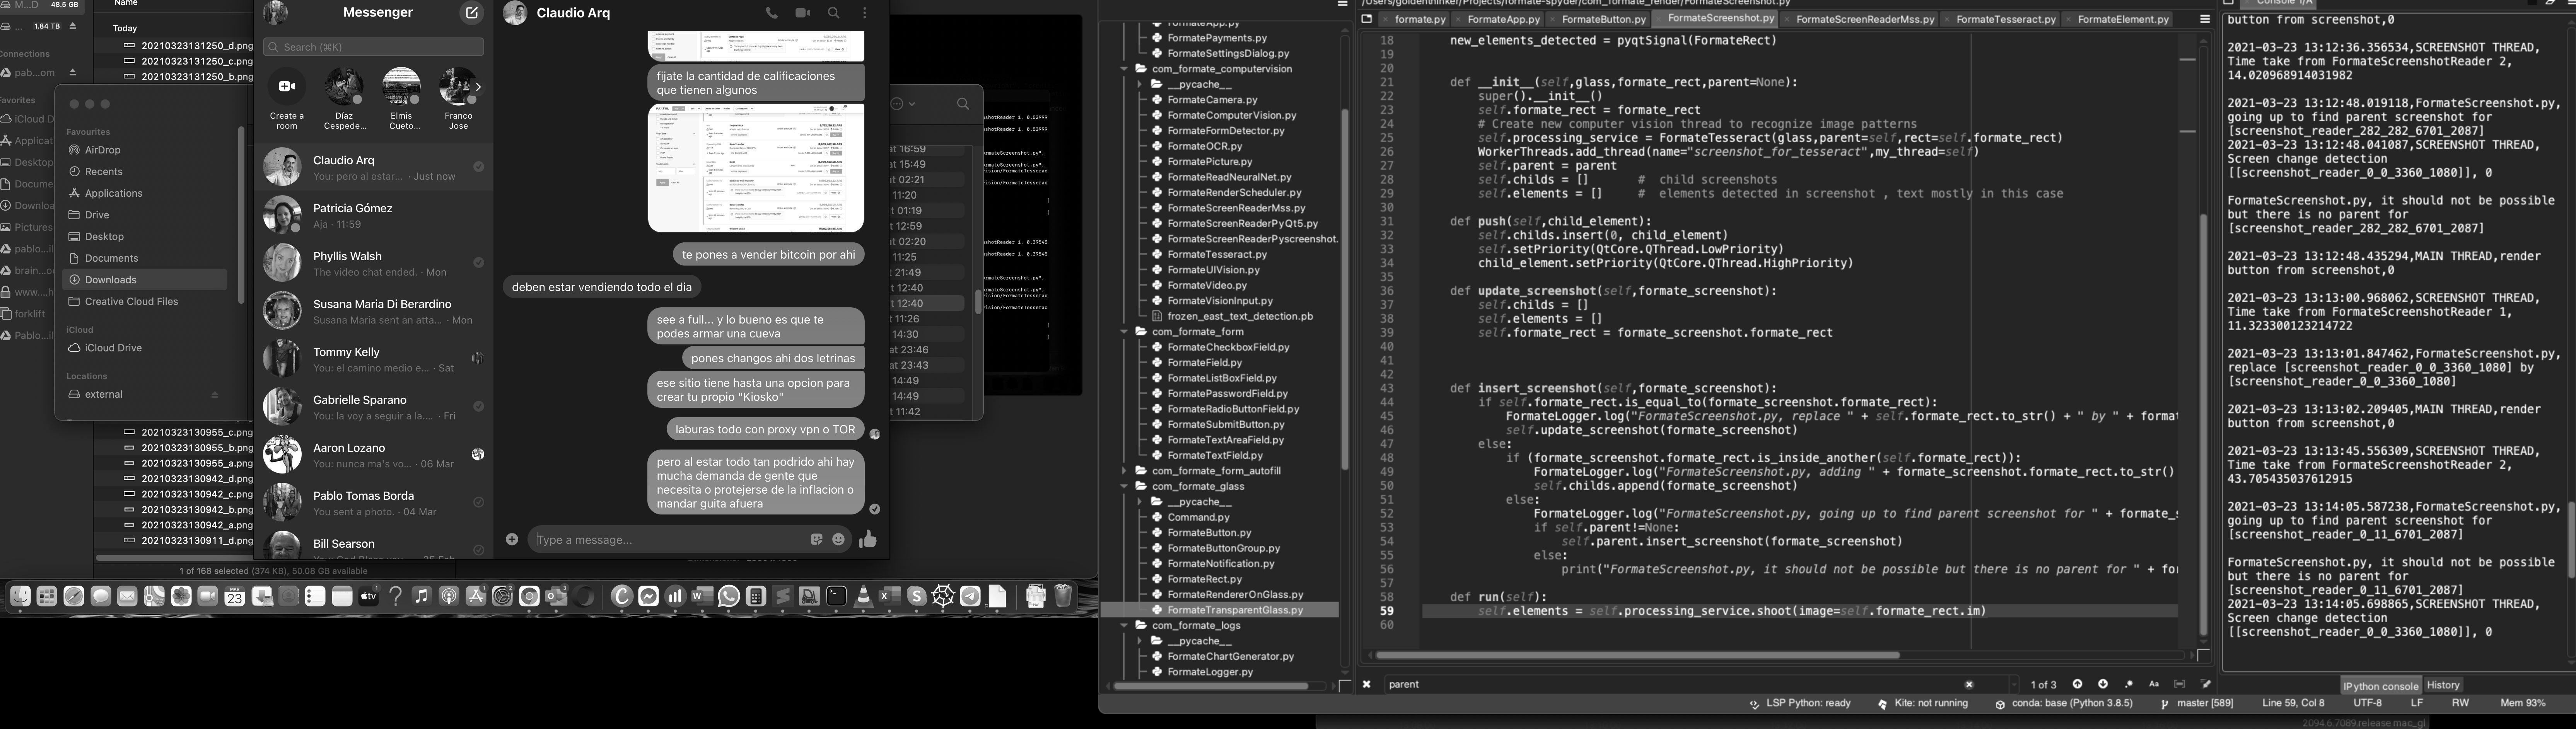 M...D 48.5 GB
... 1.84 TB
Connections
pab...om
Favorites
iCloud D
Applicat
Desktop
Docume
Downloa
Pictures
pablo...
brain...o
www....h
forklift
Pablo...il
Name
Today
20210323131250_d.png
20210323131250_c.png
20210323131250_b.png
Favourites
AirDrop
Recents
Applications
Drive
Desktop
Documents
Downloads
Creative Cloud Files
iCloud
iCloud Drive
Locations
external
20210323130955_c.png
20210323130955_b.png
20210323130955_a.png
20210323130942_d.png
20210323130942_c.png
20210323130942_b.png
20210323130942_a.png
20210323130911_d.png
1 of 168 selected (374 KB), 50.08 GB available
Messenger
Search (⌘K)
Create a room
Díaz Cespede...
Elmis Cueto...
Franco Jose
Claudio Arq
You: pero al estar... · Just now
Patricia Gómez
Aja · 11:59
Phyllis Walsh
The video chat ended. · Mon
Susana Maria Di Berardino
Susana Maria sent an atta... · Mon
Tommy Kelly
You: el camino medio e... · Sat
Gabrielle Sparano
You: la voy a seguir a la.... · Fri
Aaron Lozano
You: nunca ma's vo... · 06 Mar
Pablo Tomas Borda
You sent a photo. · 04 Mar
Bill Searson
Claudio Arq
fijate la cantidad de calificaciones
que tienen algunos
te pones a vender bitcoin por ahi
deben estar vendiendo todo el dia
see a full... y lo bueno es que te
podes armar una cueva
pones changos ahi dos letrinas
ese sitio tiene hasta una opcion para
crear tu propio "Kiosko"
laburas todo con proxy vpn o TOR
pero al estar todo tan podrido ahi hay
mucha demanda de gente que
necesita o protejerse de la inflacion o
mandar guita afuera
Type a message...
at 16:59
at 15:49
at 02:21
11:20
at 01:19
12:59
at 02:20
11:25
at 21:49
12:40
12:40
11:26
14:30
at 23:46
at 23:43
14:49
14:49
at 11:42
MAR
23
FormateApp.py
FormatePayments.py
FormateSettingsDialog.py
com_formate_computervision
__pycache__
FormateCamera.py
FormateComputerVision.py
FormateFormDetector.py
FormateOCR.py
FormatePicture.py
FormateReadNeuralNet.py
FormateRenderScheduler.py
FormateScreenReaderMss.py
FormateScreenReaderPyQt5.py
FormateScreenReaderPyscreenshot.
FormateTesseract.py
FormateUIVision.py
FormateVideo.py
FormateVisionInput.py
frozen_east_text_detection.pb
com_formate_form
FormateCheckboxField.py
FormateField.py
FormateListBoxField.py
FormatePasswordField.py
FormateRadioButtonField.py
FormateSubmitButton.py
FormateTextAreaField.py
FormateTextField.py
com_formate_form_autofill
com_formate_glass
__pycache__
Command.py
FormateButton.py
FormateButtonGroup.py
FormateNotification.py
FormateRect.py
FormateRendererOnGlass.py
FormateTransparentGlass.py
com_formate_logs
__pycache__
FormateChartGenerator.py
FormateLogger.py
/Users/goldenthinker/Projects/formate-spyder/com_formate_render/FormateScreenshot.py
formate.py FormateApp.py FormateButton.py FormateScreenshot.py FormateScreenReaderMss.py FormateTesseract.py FormateElement.py
18 new_elements_detected = pyqtSignal(FormateRect)
19
20
21 def __init__(self,glass,formate_rect,parent=None):
22 super().__init__()
23 self.formate_rect = formate_rect
24 # Create new computer vision thread to recognize image patterns
25 self.processing_service = FormateTesseract(glass,parent=self,rect=self.formate_rect)
26 WorkerThreads.add_thread(name="screenshot_for_tesseract",my_thread=self)
27 self.parent = parent
28 self.childs = [] # child screenshots
29 self.elements = [] # elements detected in screenshot , text mostly in this case
30
31 def push(self,child_element):
32 self.childs.insert(0, child_element)
33 self.setPriority(QtCore.QThread.LowPriority)
34 child_element.setPriority(QtCore.QThread.HighPriority)
35
36 def update_screenshot(self,formate_screenshot):
37 self.childs = []
38 self.elements = []
39 self.formate_rect = formate_screenshot.formate_rect
40
41
42
43 def insert_screenshot(self,formate_screenshot):
44 if self.formate_rect.is_equal_to(formate_screenshot.formate_rect):
45 FormateLogger.log("FormateScreenshot.py, replace " + self.formate_rect.to_str() + " by " + format
46 self.update_screenshot(formate_screenshot)
47 else:
48 if (formate_screenshot.formate_rect.is_inside_another(self.formate_rect)):
49 FormateLogger.log("FormateScreenshot.py, adding " + formate_screenshot.formate_rect.to_str()
50 self.childs.append(formate_screenshot)
51 else:
52 FormateLogger.log("FormateScreenshot.py, going up to find parent screenshot for " + formate_s
53 if self.parent!=None:
54 self.parent.insert_screenshot(formate_screenshot)
55 else:
56 print("FormateScreenshot.py, it should not be possible but there is no parent for " + for
57
58 def run(self):
59 self.elements = self.processing_service.shoot(image=self.formate_rect.im)
60
parent
1 of 3
Aa
LSP Python: ready
Kite: not running
conda: base (Python 3.8.5)
master [589]
Line 59, Col 8
UTF-8
LF
RW
Mem 93%
Console 1/A
button from screenshot,0
2021-03-23 13:12:36.356534,SCREENSHOT THREAD,
Time take from FormateScreenshotReader 2,
14.020968914031982
2021-03-23 13:12:48.019118,FormateScreenshot.py,
going up to find parent screenshot for
[screenshot_reader_282_282_6701_2087]
2021-03-23 13:12:48.041087,SCREENSHOT THREAD,
Screen change detection
[[screenshot_reader_0_0_3360_1080]], 0
FormateScreenshot.py, it should not be possible
but there is no parent for
[screenshot_reader_282_282_6701_2087]
2021-03-23 13:12:48.435294,MAIN THREAD,render
button from screenshot,0
2021-03-23 13:13:00.968062,SCREENSHOT THREAD,
Time take from FormateScreenshotReader 1,
11.323300123214722
2021-03-23 13:13:01.847462,FormateScreenshot.py,
replace [screenshot_reader_0_0_3360_1080] by
[screenshot_reader_0_0_3360_1080]
2021-03-23 13:13:02.209405,MAIN THREAD,render
button from screenshot,0
2021-03-23 13:13:45.556309,SCREENSHOT THREAD,
Time take from FormateScreenshotReader 2,
43.705435037612915
2021-03-23 13:14:05.587238,FormateScreenshot.py,
going up to find parent screenshot for
[screenshot_reader_0_11_6701_2087]
FormateScreenshot.py, it should not be possible
but there is no parent for
[screenshot_reader_0_11_6701_2087]
2021-03-23 13:14:05.698865,SCREENSHOT THREAD,
Screen change detection
[[screenshot_reader_0_0_3360_1080]], 0
IPython console
History
2094.6.7089.release mac_gl